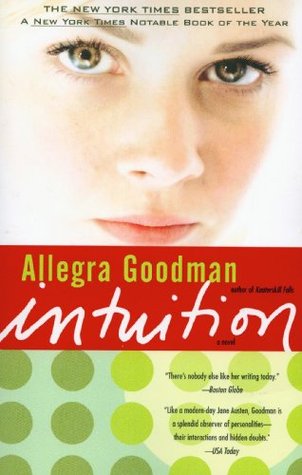 THE NEW YORK TIMES BESTSELLER
A NEW YORK TIMES NOTABLE BOOK OF THE YEAR
Allegra Goodman
author of Kaaterskill Falls
intuition
a novel
"There's nobody else like her writing today."
—Boston Globe
"Like a modern-day Jane Austen, Goodman is
a splendid observer of personalities—
their interactions and hidden doubts."
—USA Today